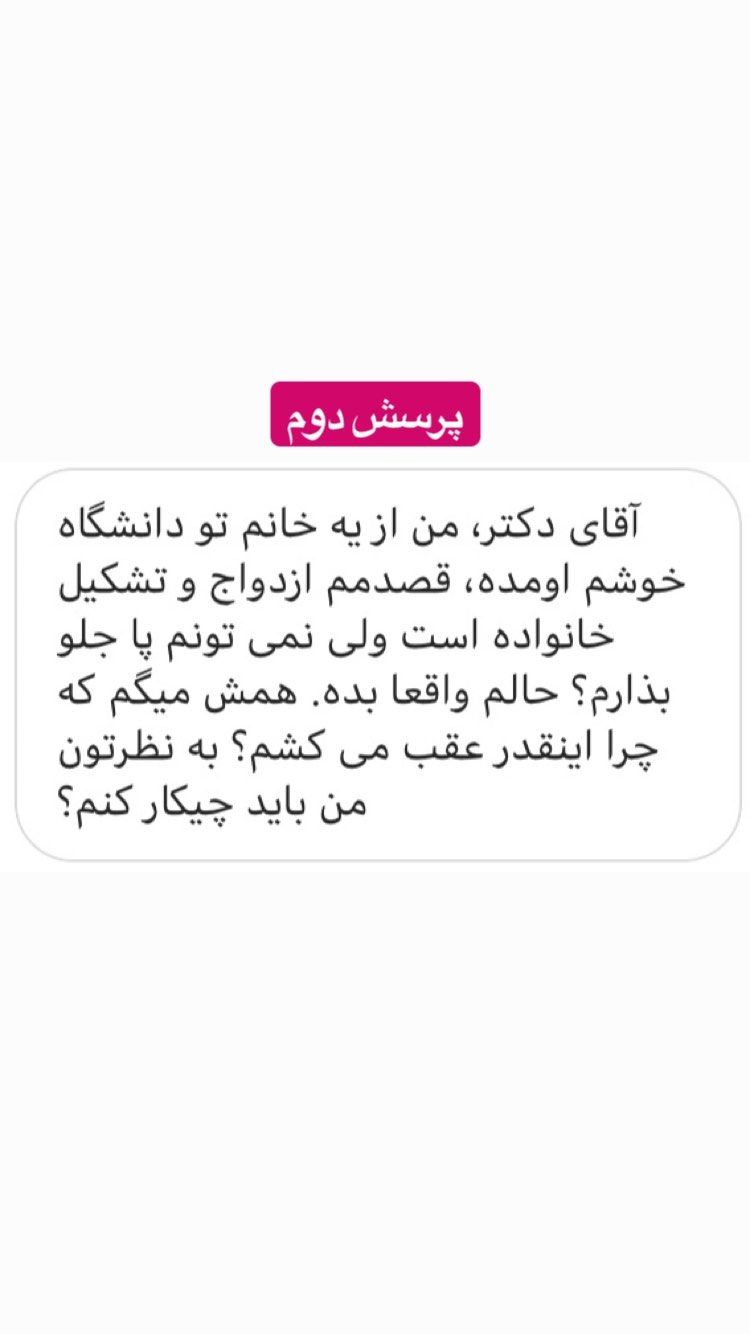 پرسش دوم
آقای دکتر، من از یه خانم تو دانشگاه
خوشم اومده، قصدمم ازدواج و تشکیل
خانواده است ولی نمی تونم پا جلو
بذارم؟ حالم واقعا بده. همش میگم که
چرا اینقدر عقب می کشم؟ به نظرتون
من باید چیکار کنم؟